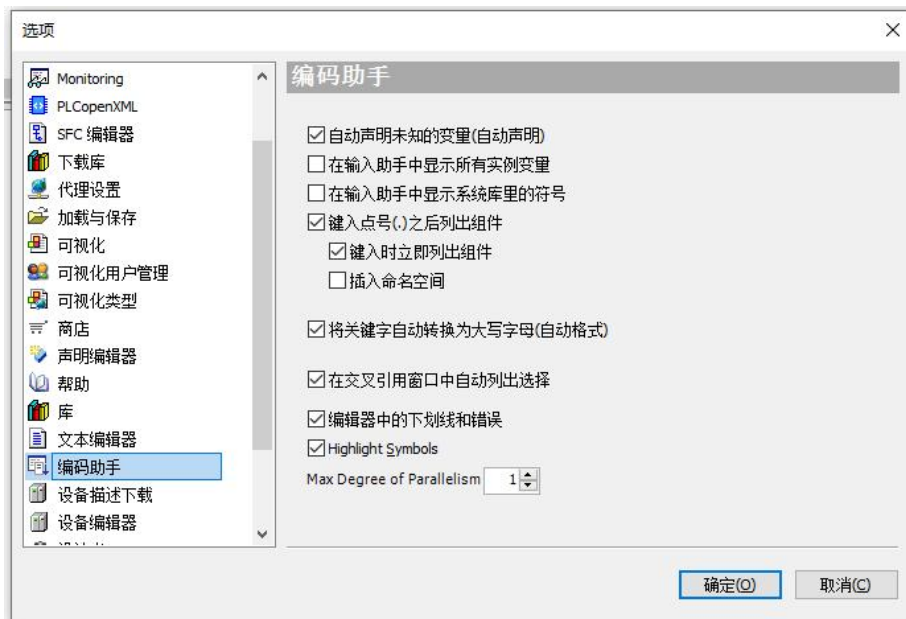 选项
Monitoring
PLCopenXML
SFC 编辑器
下载库
代理设置
加载与保存
可视化
可视化用户管理
可视化类型
商店
声明编辑器
帮助
库
文本编辑器
编码助手
设备描述下载
设备编辑器
编码助手
自动声明未知的变量(自动声明)
在输入助手中显示所有实例变量
在输入助手中显示系统库里的符号
键入点号(.)之后列出组件
键入时立即列出组件
插入命名空间
将关键字自动转换为大写字母(自动格式)
在交叉引用窗口中自动列出选择
编辑器中的下划线和错误
Highlight Symbols
Max Degree of Parallelism 1
确定(O) 取消(C)